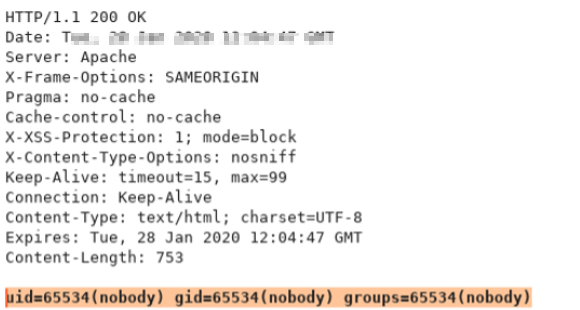 HTTP/1.1 200 OK
Date:
Server: Apache
X-Frame-Options: SAMEORIGIN
Pragma: no-cache
Cache-control: no-cache
X-XSS-Protection: 1; mode=block
X-Content-Type-Options: nosniff
Keep-Alive: timeout=15, max=99
Connection: Keep-Alive
Content-Type: text/html; charset=UTF-8
Expires: Tue, 28 Jan 2020 12:04:47 GMT
Content-Length: 753
uid=65534(nobody) gid=65534(nobody) groups=65534(nobody)